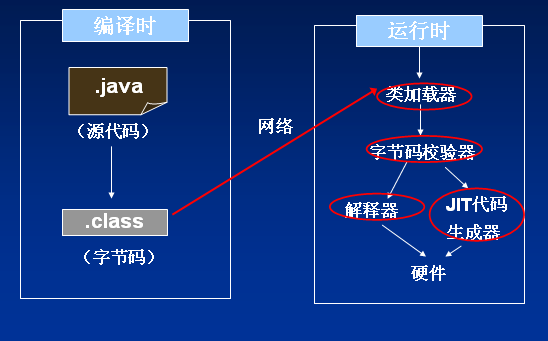 编译时
.java
（源代码）
.class
（字节码）
网络
运行时
类加载器
字节码校验器
解释器
JIT代码
生成器
硬件